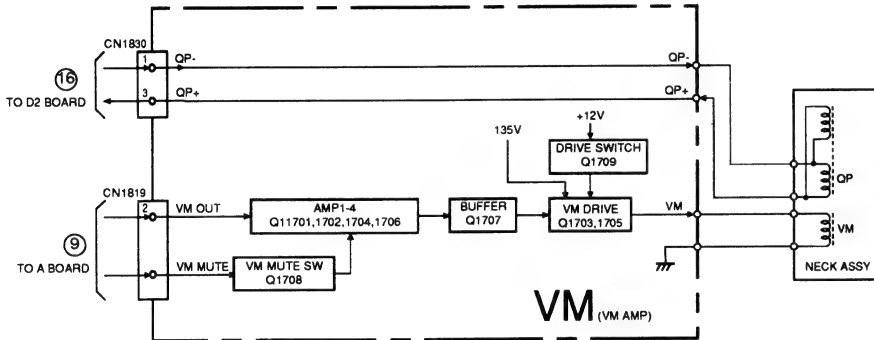 CN1830
1
QP-
QP-
16
TO D2 BOARD
3
QP+
QP+
+12V
135V
DRIVE SWITCH
Q1709
QP
CN1819
2
VM OUT
AMP1-4
Q11701,1702,1704,1706
BUFFER
Q1707
VM DRIVE
Q1703,1705
VM
VM
9
TO A BOARD
VM MUTE
VM MUTE SW
Q1708
NECK ASSY
VM (VM AMP)